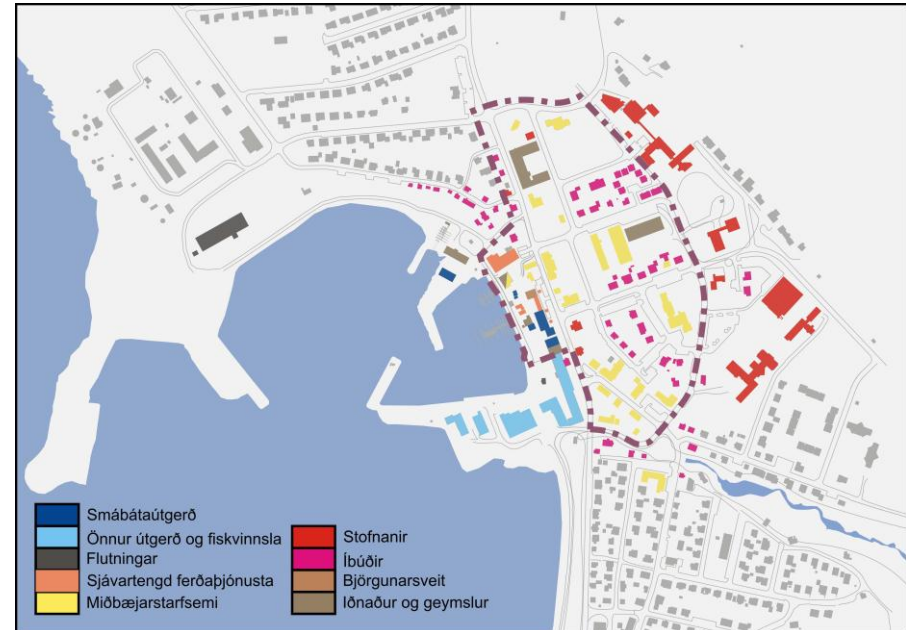 Smábátaútgerð
Önnur útgerð og fiskvinnsla
Flutningar
Sjávartengd ferðaþjónusta
Miðbæjarstarfsemi
Stofnanir
Íbúðir
Björgunarsveit
Iðnaður og geymslur